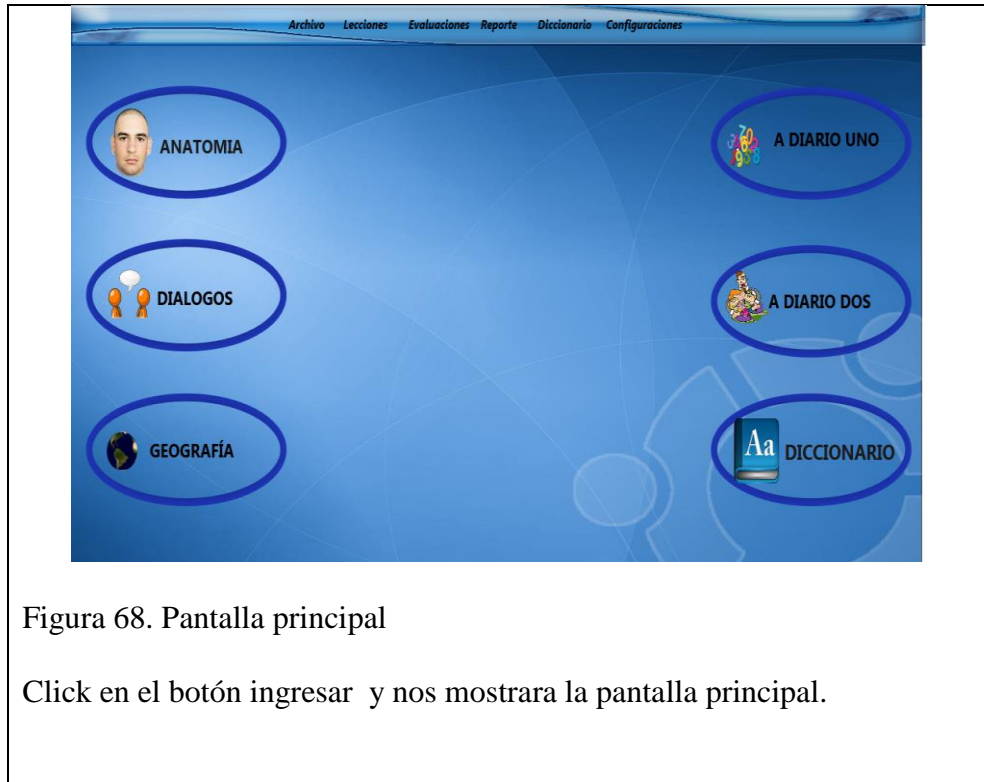 Archivo Lecciones Evaluaciones Reporte Diccionario Configuraciones
ANATOMIA
A DIARIO UNO
DIALOGOS
A DIARIO DOS
GEOGRAFÍA
Aa DICCIONARIO
Figura 68. Pantalla principal
Click en el botón ingresar y nos mostrara la pantalla principal.